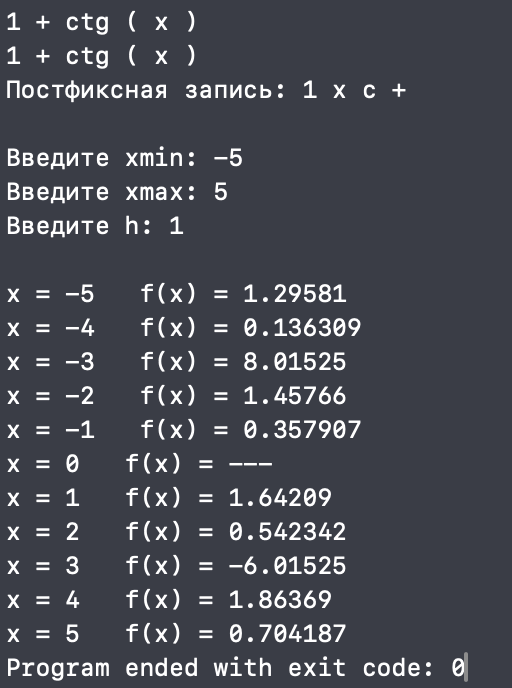 1 + ctg ( x )
1 + ctg ( x )
Постфиксная запись: 1 x c +
Введите xmin: -5
Введите xmax: 5
Введите h: 1
x = -5   f(x) = 1.29581
x = -4   f(x) = 0.136309
x = -3   f(x) = 8.01525
x = -2   f(x) = 1.45766
x = -1   f(x) = 0.357907
x = 0   f(x) = ---
x = 1   f(x) = 1.64209
x = 2   f(x) = 0.542342
x = 3   f(x) = -6.01525
x = 4   f(x) = 1.86369
x = 5   f(x) = 0.704187
Program ended with exit code: 0